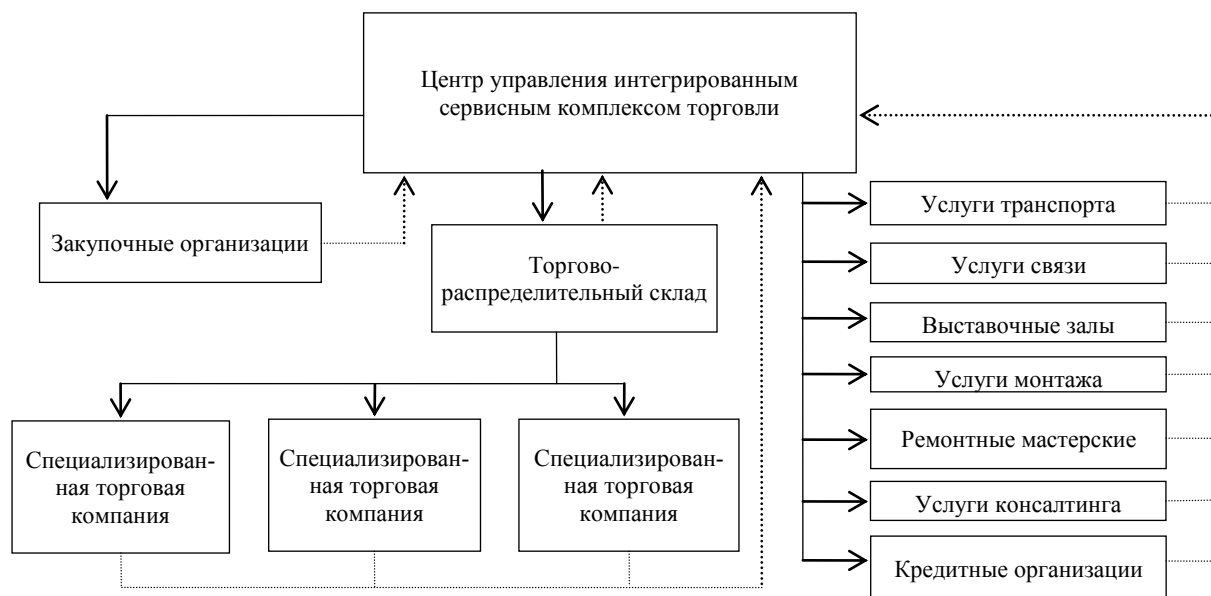 Центр управления интегрированным
сервисным комплексом торговли
Закупочные организации
Торгово-
распределительный склад
Специализирован-
ная торговая
компания
Специализирован-
ная торговая
компания
Специализирован-
ная торговая
компания
Услуги транспорта
Услуги связи
Выставочные залы
Услуги монтажа
Ремонтные мастерские
Услуги консалтинга
Кредитные организации